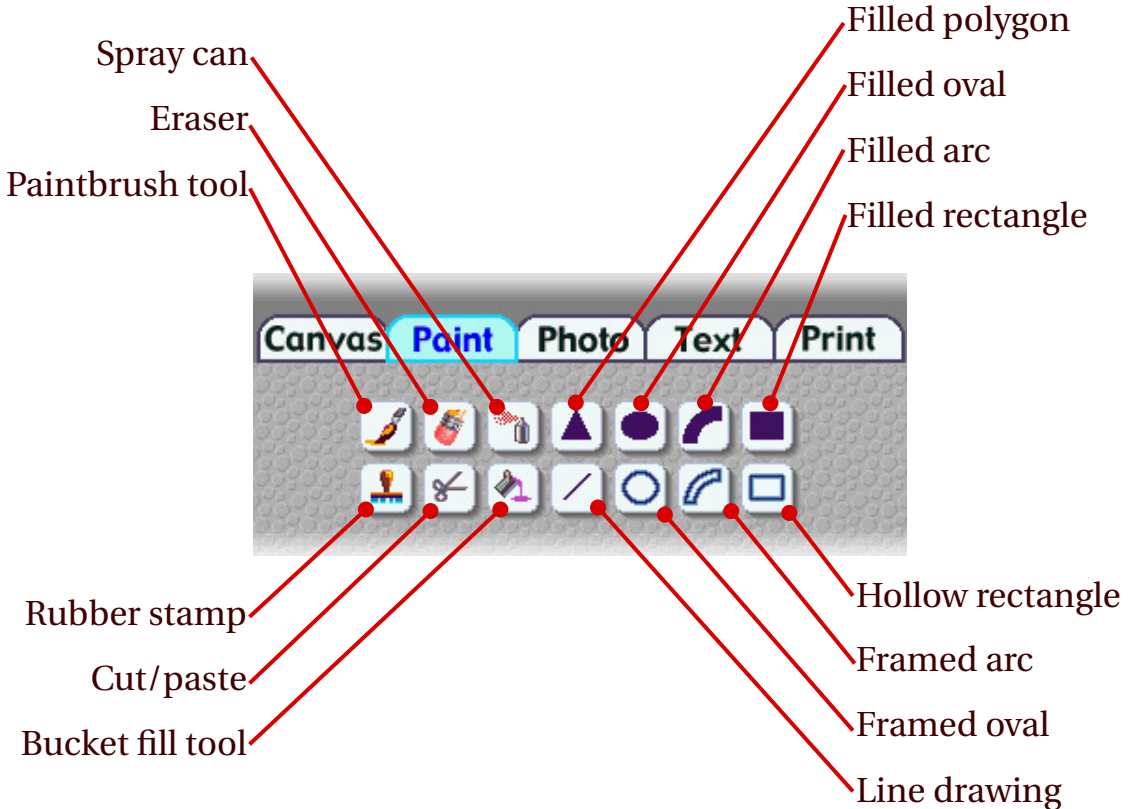 Spray can
Eraser
Paintbrush tool
Filled polygon
Filled oval
Filled arc
Filled rectangle
Canvas Paint Photo Text Print
Rubber stamp
Cut/paste
Bucket fill tool
Hollow rectangle
Framed arc
Framed oval
Line drawing